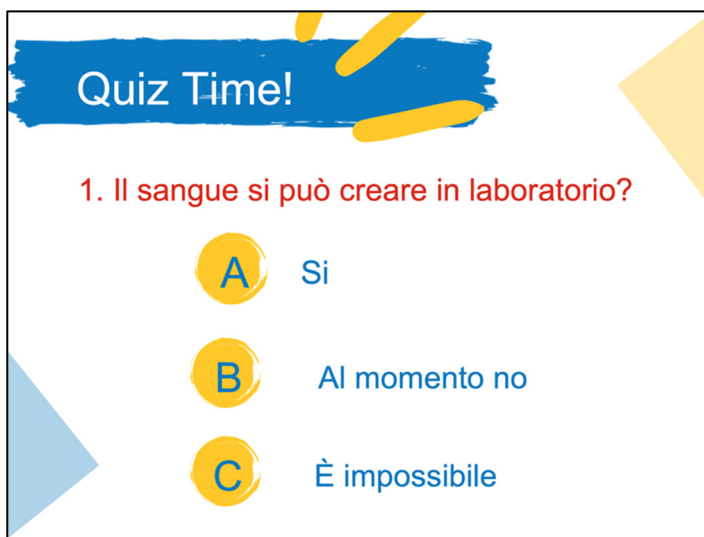 Quiz Time!
1. Il sangue si può creare in laboratorio?
A Si
B Al momento no
C È impossibile